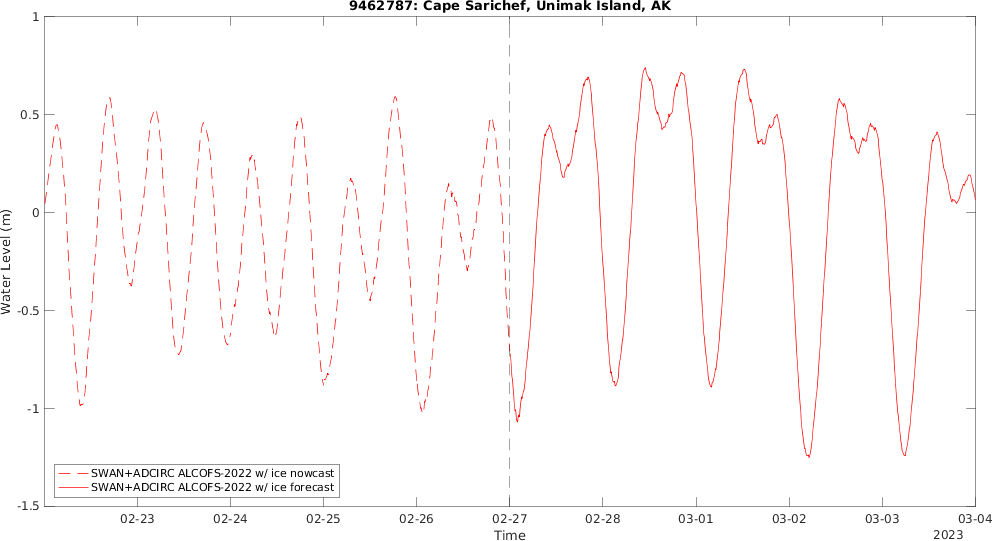 9462787: Cape Sarichef, Unimak Island, AK
1
0.5
0
-0.5
-1
-1.5
Water Level (m)
SWAN+ADCIRC ALCOFS-2022 w/ ice nowcast
SWAN+ADCIRC ALCOFS-2022 w/ ice forecast
02-23 02-24 02-25 02-26 02-27 02-28 03-01 03-02 03-03 03-04
Time
2023